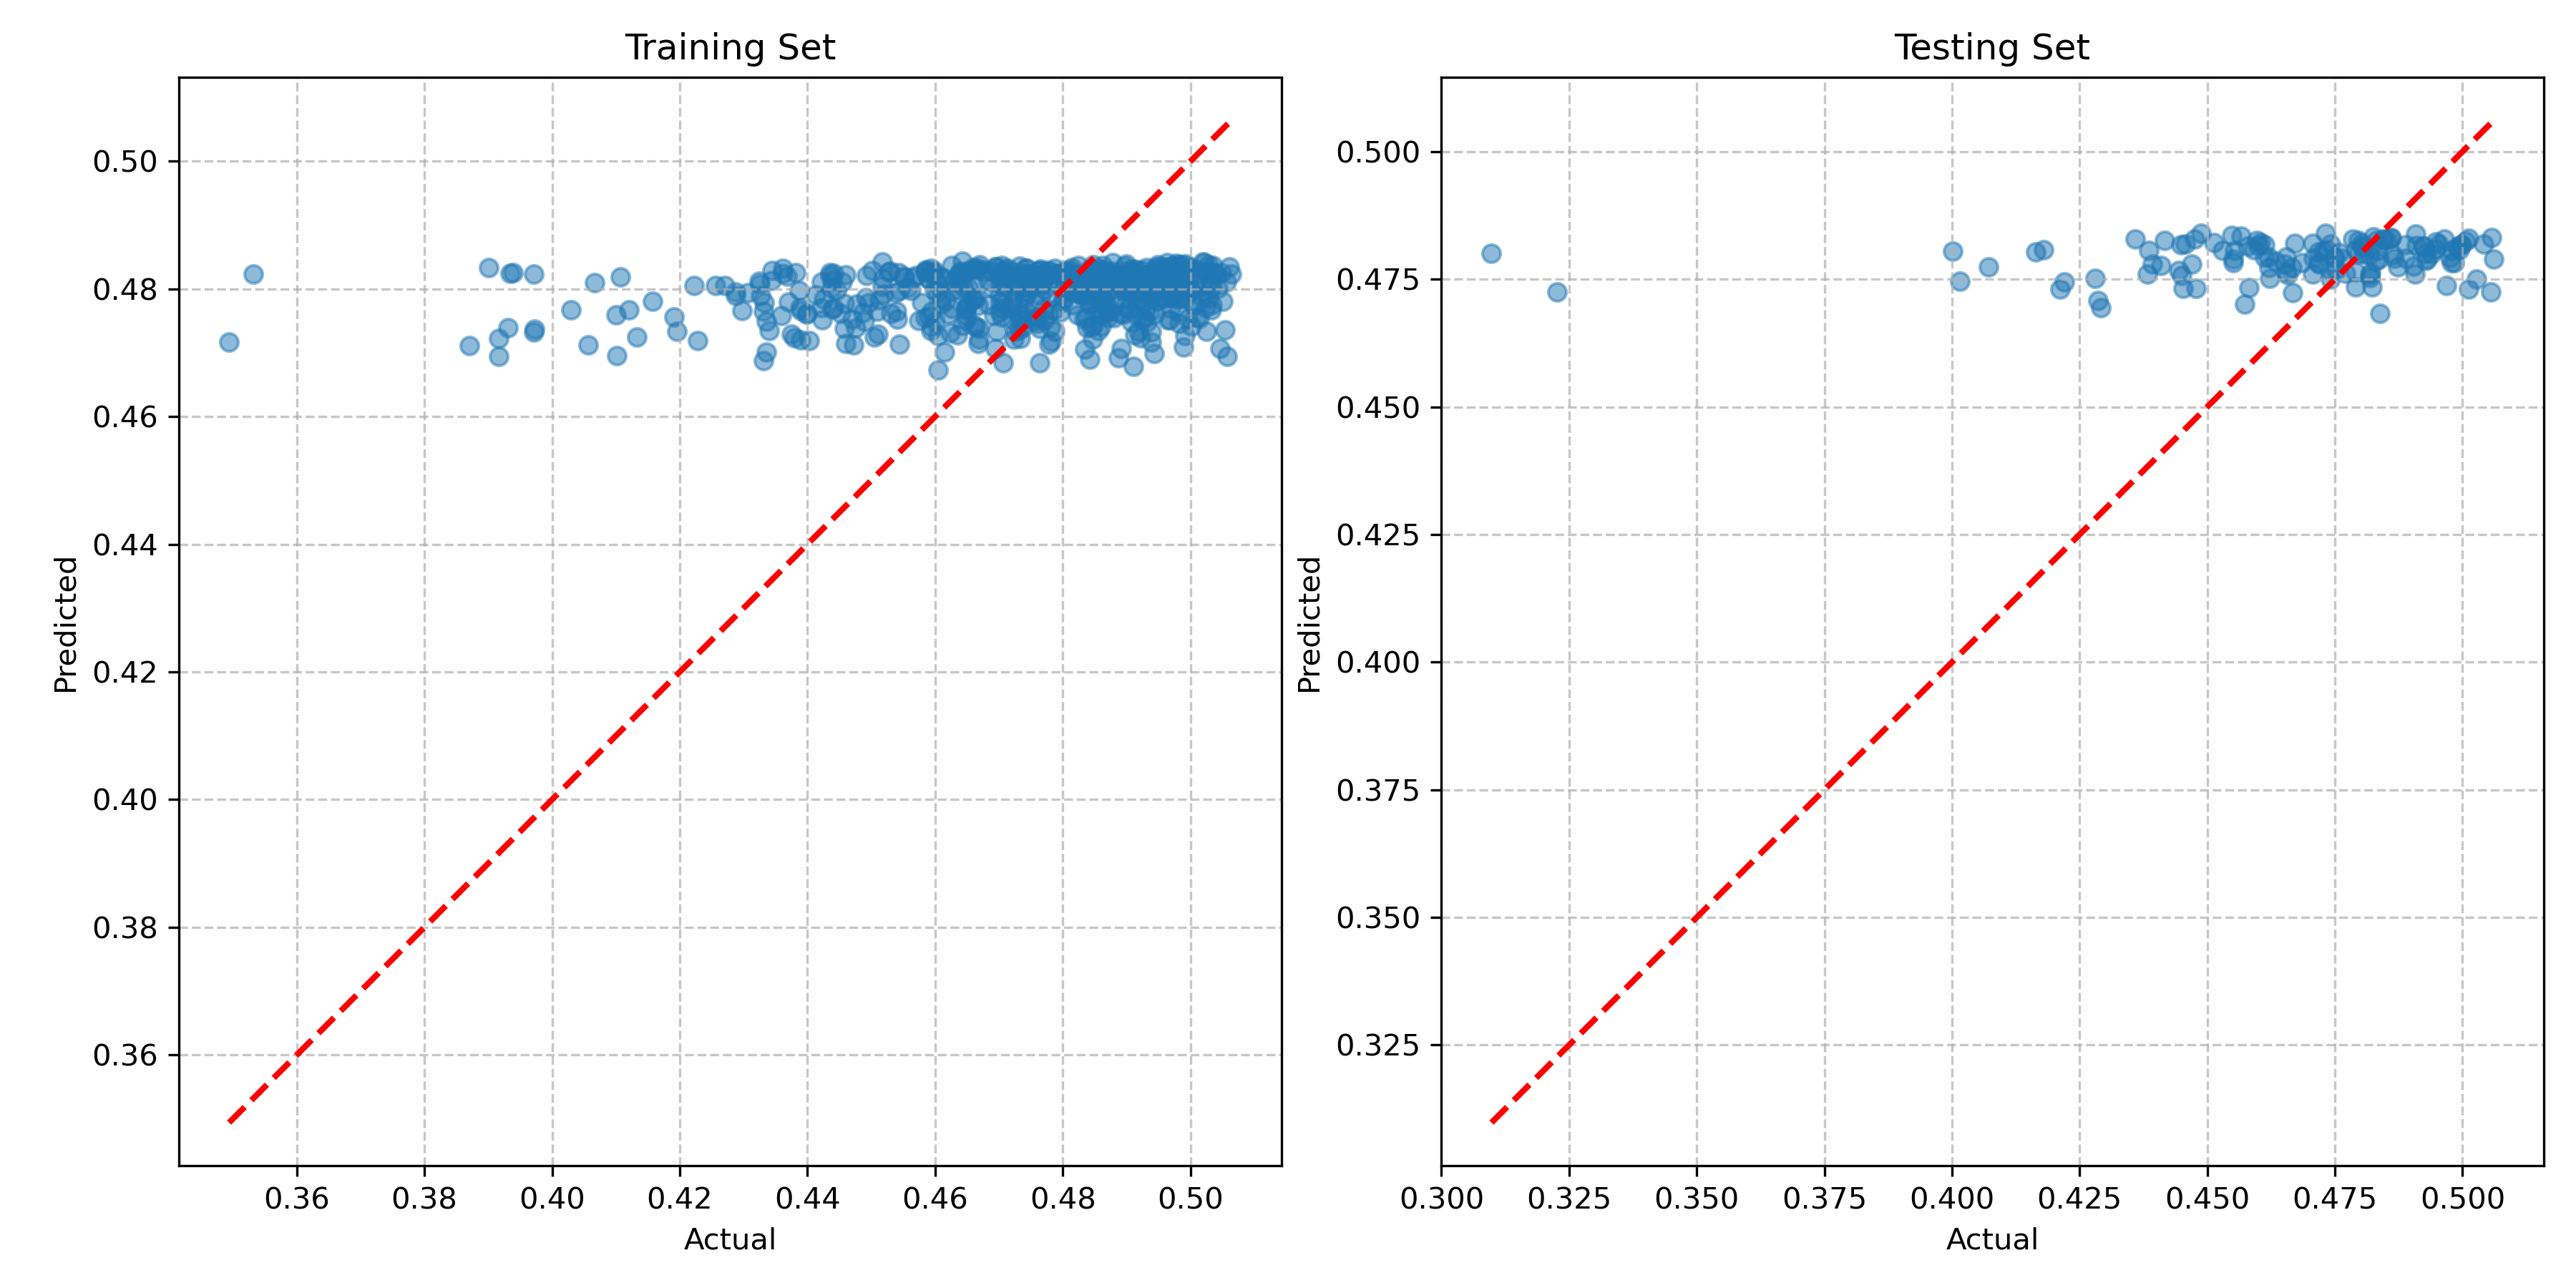 Training Set
0.50
0.48
0.46
0.44
0.42
0.40
0.38
0.36
Predicted
0.36 0.38 0.40 0.42 0.44 0.46 0.48 0.50
Actual
Testing Set
0.500
0.475
0.450
0.425
0.400
0.375
0.350
0.325
Predicted
0.300 0.325 0.350 0.375 0.400 0.425 0.450 0.475 0.500
Actual